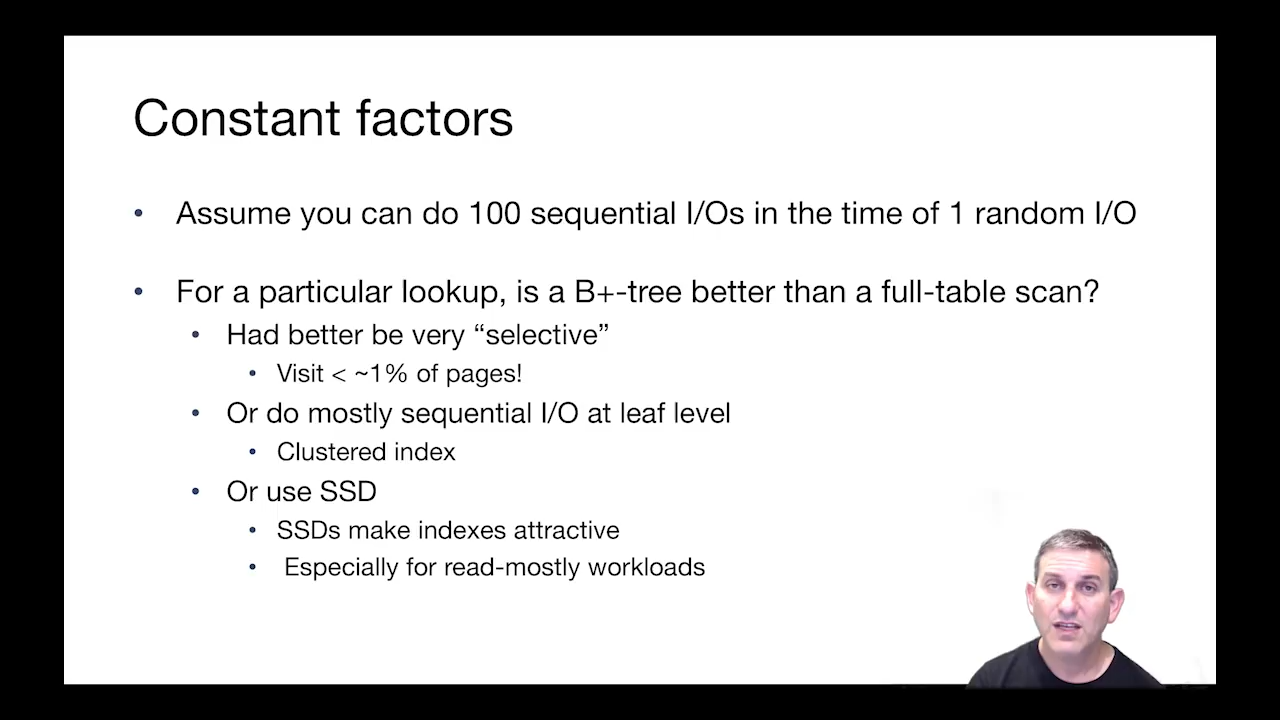 Constant factors
• Assume you can do 100 sequential I/Os in the time of 1 random I/O
• For a particular lookup, is a B+-tree better than a full-table scan?
• Had better be very “selective”
• Visit < ~1% of pages!
• Or do mostly sequential I/O at leaf level
• Clustered index
• Or use SSD
• SSDs make indexes attractive
• Especially for read-mostly workloads